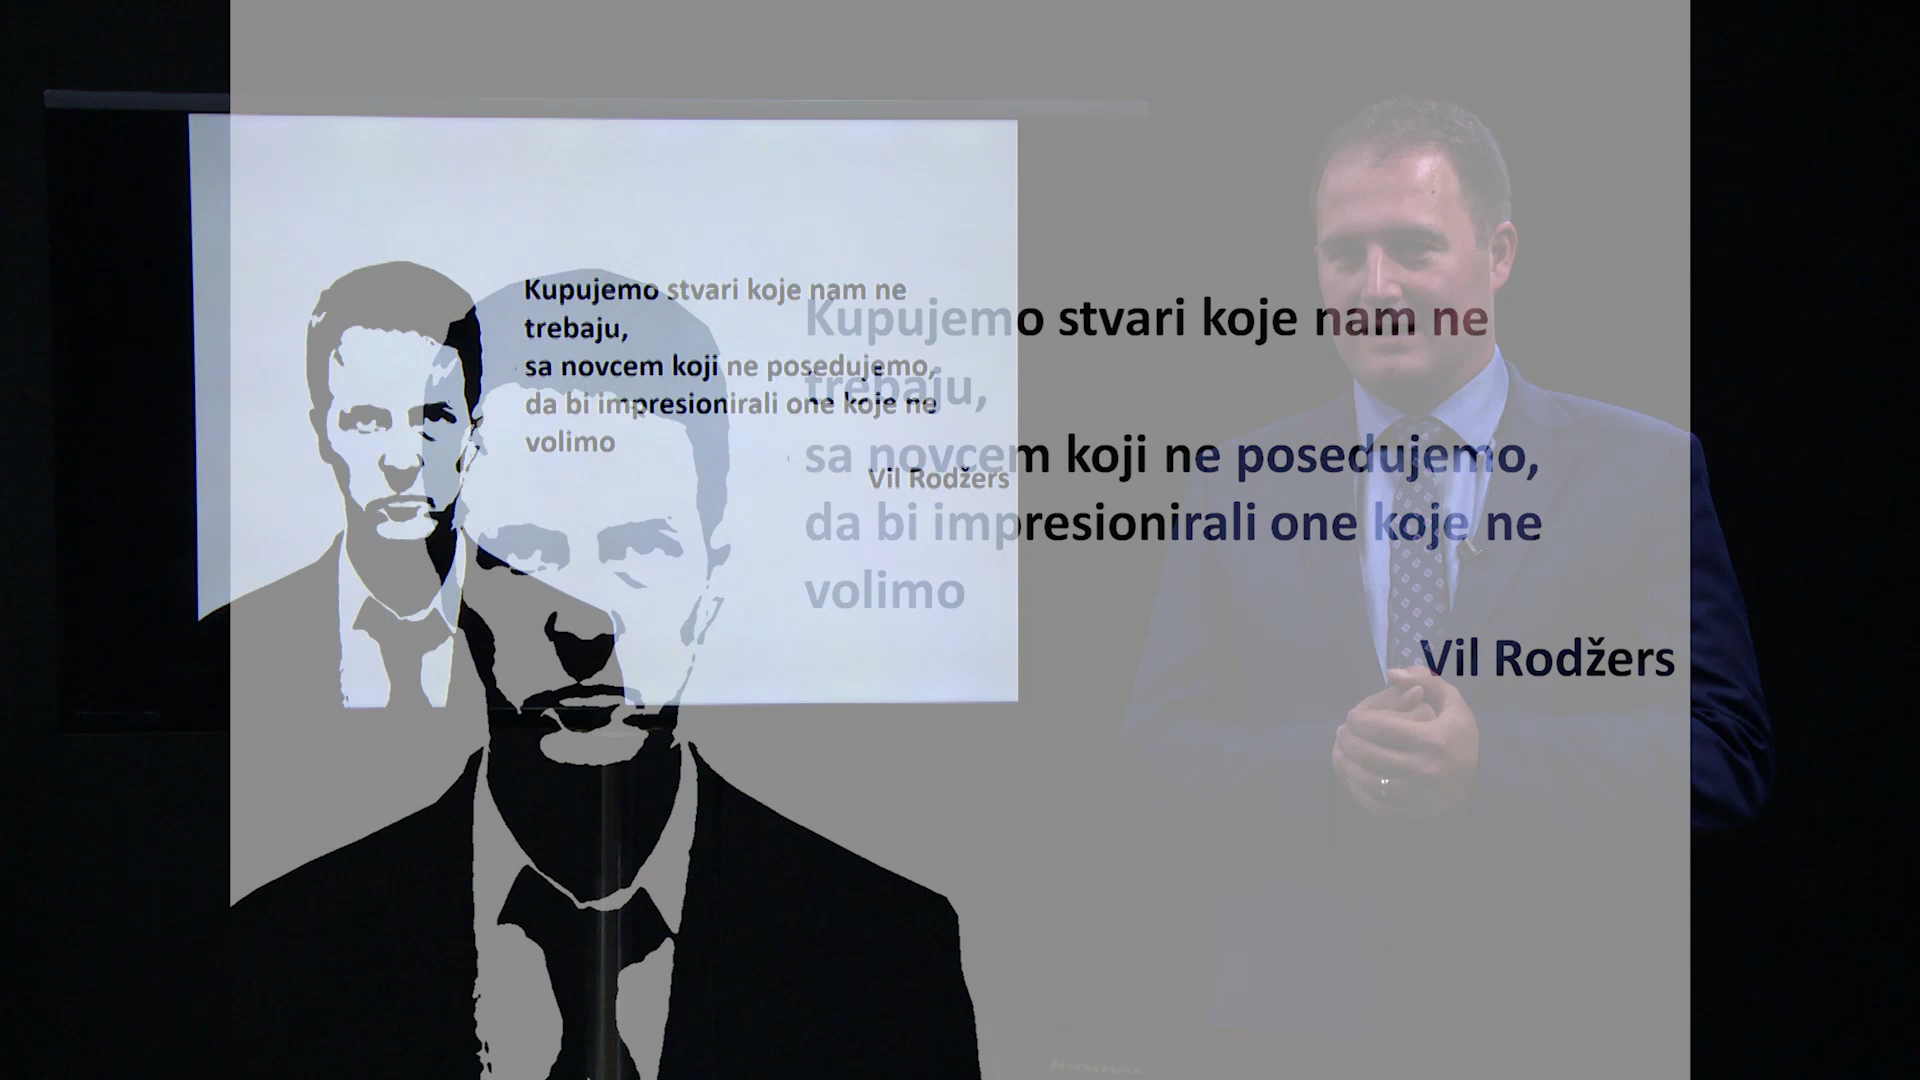 Kupujemo stvari koje nam ne
trebaju,
sa novcem koji ne posedujemo,
da bi impresionirali one koje ne
volimo
Vil Rodžers
Kupujemo stvari koje nam ne
trebaju,
sa novcem koji ne posedujemo,
da bi impresionirali one koje ne
volimo
Vil Rodžers